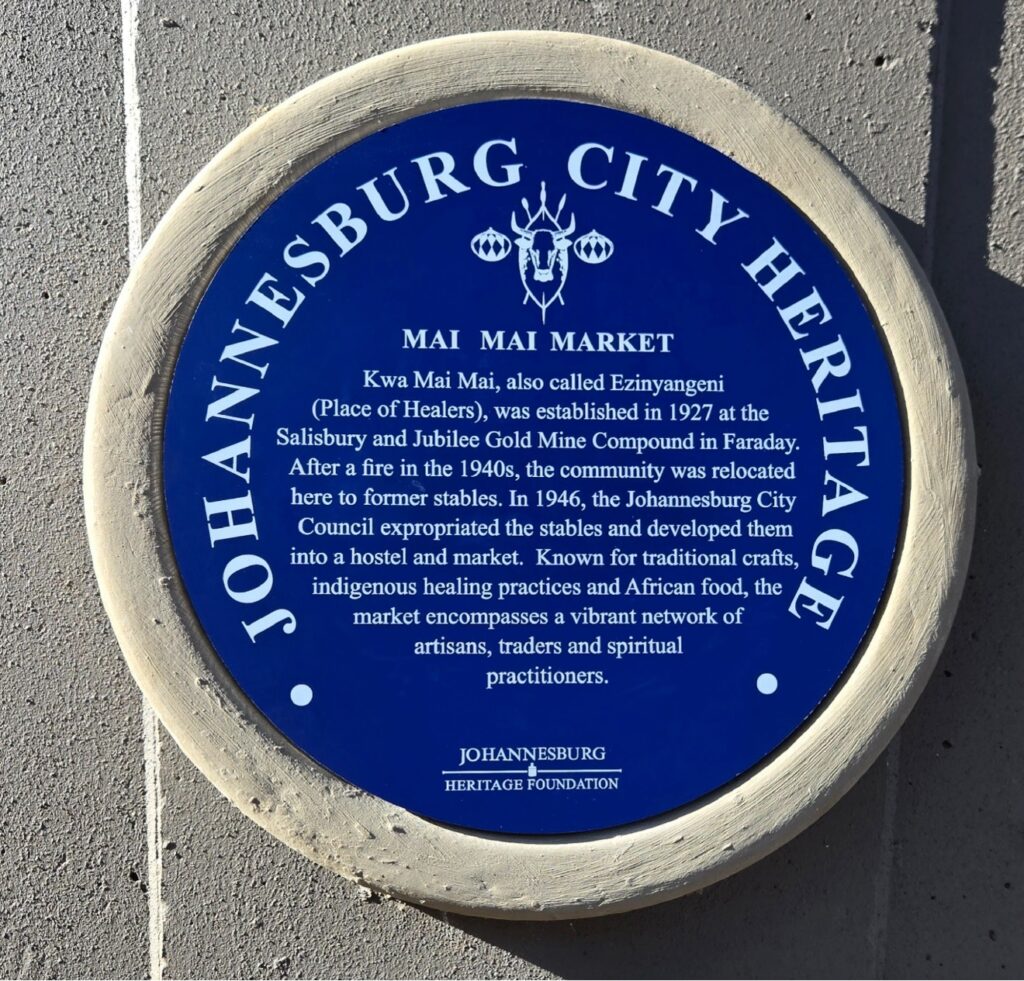 JOHANNESBURG CITY HERITAGE
MAI MAI MARKET
Kwa Mai Mai, also called Ezinyangeni
(Place of Healers), was established in 1927 at the
Salisbury and Jubilee Gold Mine Compound in Faraday.
After a fire in the 1940s, the community was relocated
here to former stables. In 1946, the Johannesburg City
Council expropriated the stables and developed them
into a hostel and market. Known for traditional crafts,
indigenous healing practices and African food, the
market encompasses a vibrant network of
artisans, traders and spiritual
practitioners.
JOHANNESBURG
HERITAGE FOUNDATION